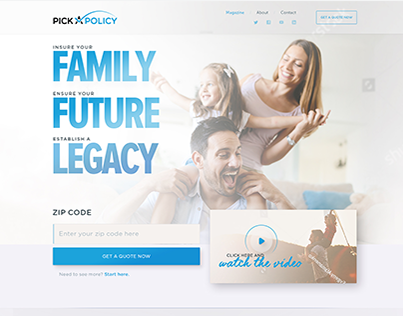 PICK A POLICY
Magazine
About
Contact
GET A QUOTE NOW
INSURE YOUR
FAMILY
ENSURE YOUR
FUTURE
ESTABLISH A
LEGACY
ZIP CODE
Enter your zip code here
GET A QUOTE NOW
Need to see more? Start here.
CLICK HERE AND
watch the video